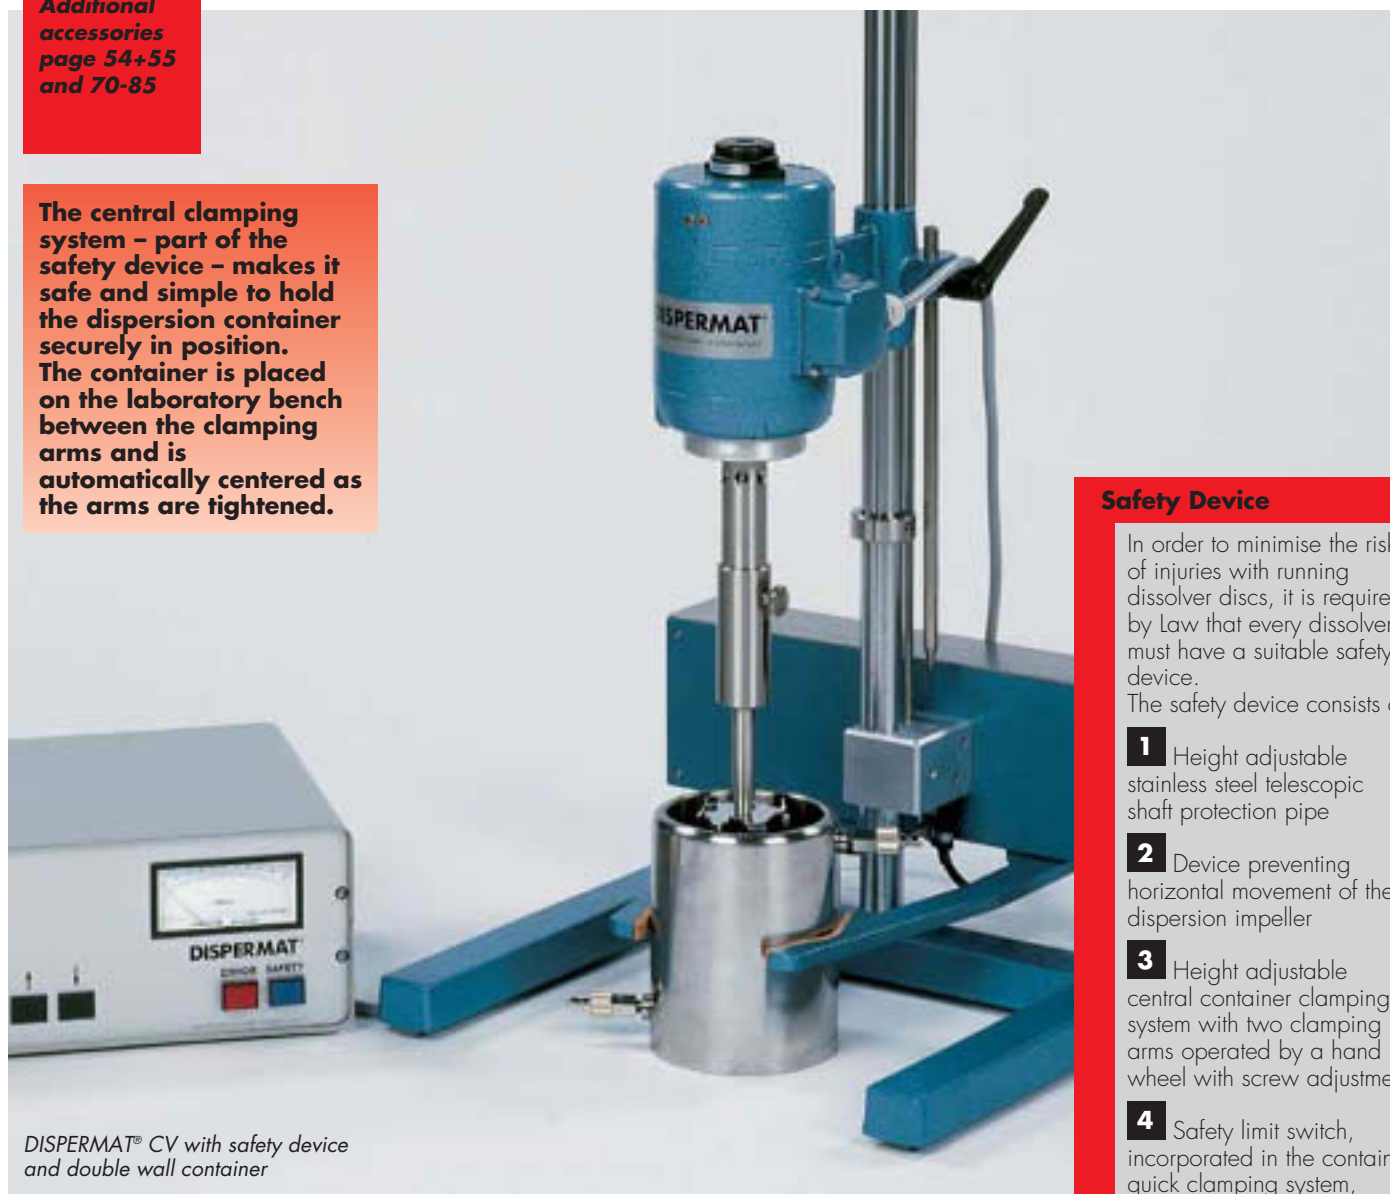 Additional
accessories
page 54+55
and 70-85
The central clamping
system – part of the
safety device – makes it
safe and simple to hold
the dispersion container
securely in position.
The container is placed
on the laboratory bench
between the clamping
arms and is
automatically centered as
the arms are tightened.
SPERMAT
DISPERMAT
ERROR SAFETY
DISPERMAT® CV with safety device
and double wall container
Safety Device
In order to minimise the risk
of injuries with running
dissolver discs, it is require
by Law that every dissolver
must have a suitable safety
device.
The safety device consists
1 Height adjustable
stainless steel telescopic
shaft protection pipe
2 Device preventing
horizontal movement of the
dispersion impeller
3 Height adjustable
central container clamping
system with two clamping
arms operated by a hand
wheel with screw adjustme
4 Safety limit switch,
incorporated in the contain
quick clamping system,